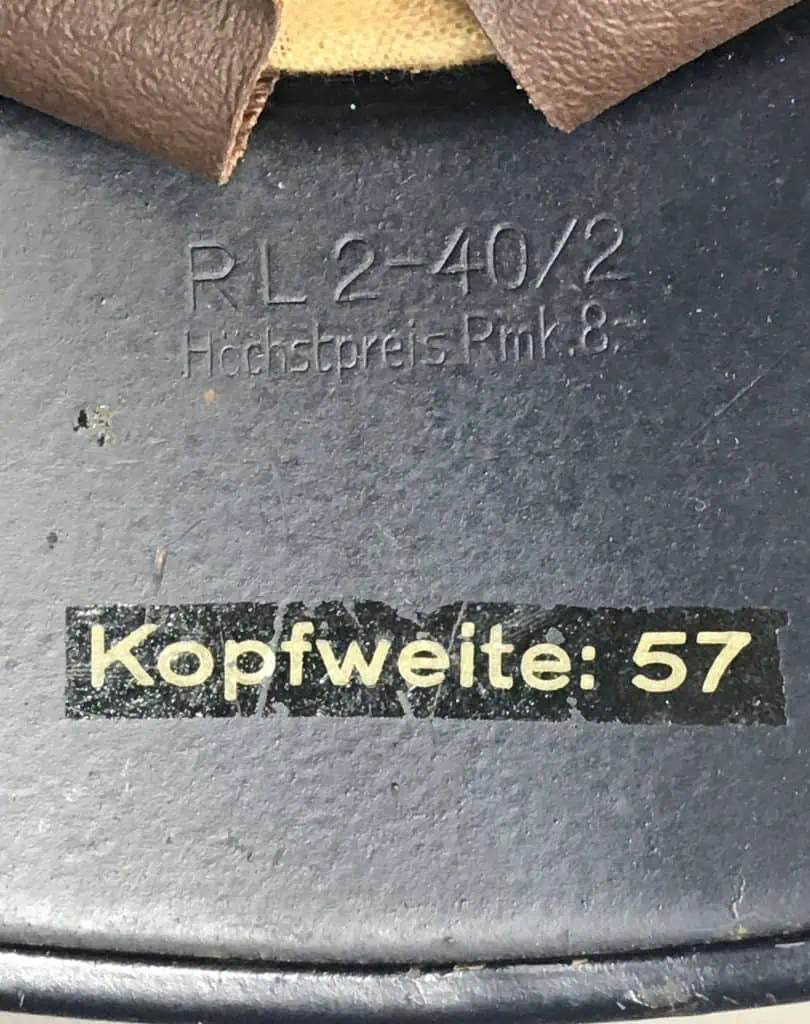 RL 2-40/2
Höchstpreis Rmk. 8.-
Kopfweite: 57